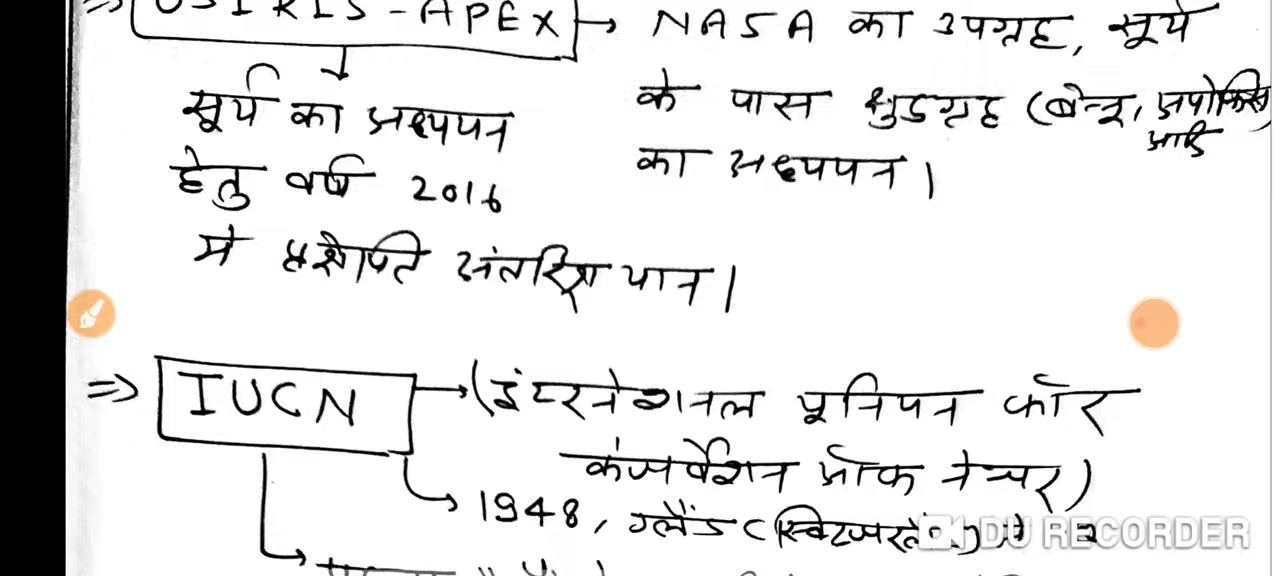 ⇒ OSIRIS-APEX → NASA का उपग्रह, सूर्य
के पास क्षुद्रग्रह (बेन्नू, अपोफिस आदि)
का अध्ययन।
सूर्य का अध्ययन
हेतु वर्ष 2016
में प्रक्षेपित अंतरिक्ष यान।
⇒ IUCN → (इंटरनेशनल यूनियन फॉर
कंजर्वेशन ऑफ नेचर)
→ 1948, ग्लैंड (स्विटजरलैंड)
DU RECORDER